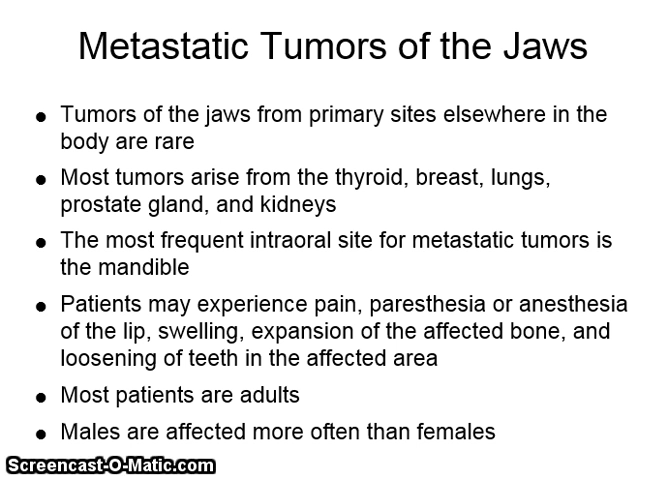 Metastatic Tumors of the Jaws
● Tumors of the jaws from primary sites elsewhere in the
body are rare
● Most tumors arise from the thyroid, breast, lungs,
prostate gland, and kidneys
● The most frequent intraoral site for metastatic tumors is
the mandible
● Patients may experience pain, paresthesia or anesthesia
of the lip, swelling, expansion of the affected bone, and
loosening of teeth in the affected area
● Most patients are adults
● Males are affected more often than females
Screencast-O-Matic.com